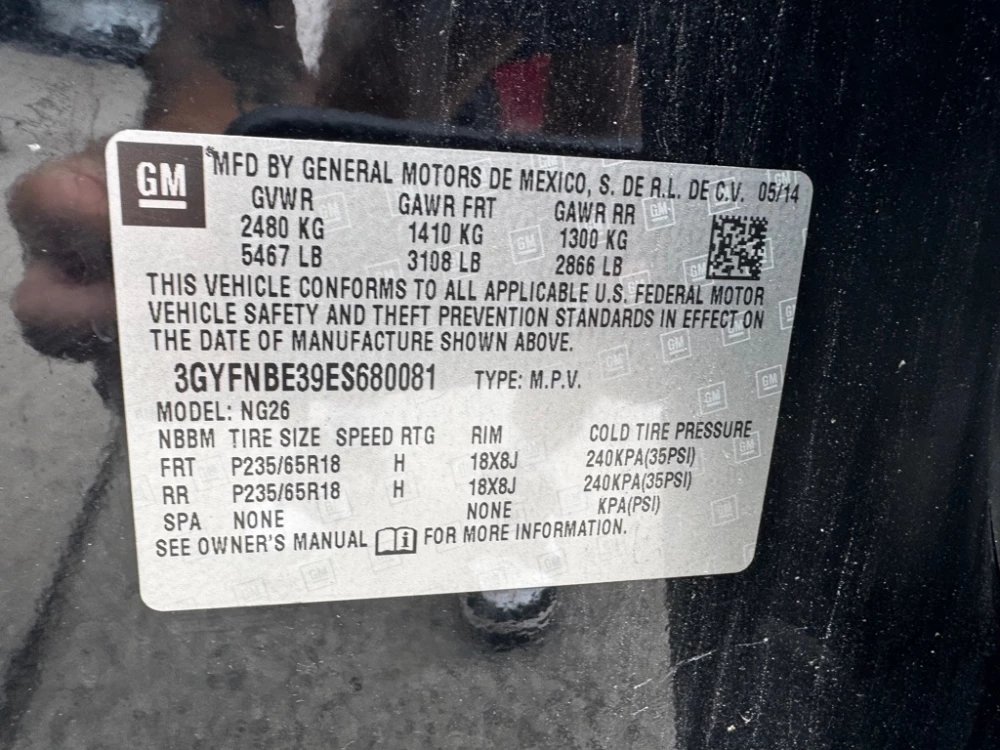 GM
MFD BY GENERAL MOTORS DE MEXICO, S. DE R.L. DE C.V. 05/14
GVWR GAWR FRT GAWR RR
2480 KG 1410 KG 1300 KG
5467 LB 3108 LB 2866 LB
THIS VEHICLE CONFORMS TO ALL APPLICABLE U.S. FEDERAL MOTOR
VEHICLE SAFETY AND THEFT PREVENTION STANDARDS IN EFFECT ON
THE DATE OF MANUFACTURE SHOWN ABOVE.
3GYFNBE39ES680081 TYPE: M.P.V.
MODEL: NG26
NBBM TIRE SIZE SPEED RTG RIM COLD TIRE PRESSURE
FRT P235/65R18 H 18X8J 240KPA(35PSI)
RR P235/65R18 H 18X8J 240KPA(35PSI)
SPA NONE NONE KPA(PSI)
SEE OWNER'S MANUAL i FOR MORE INFORMATION.